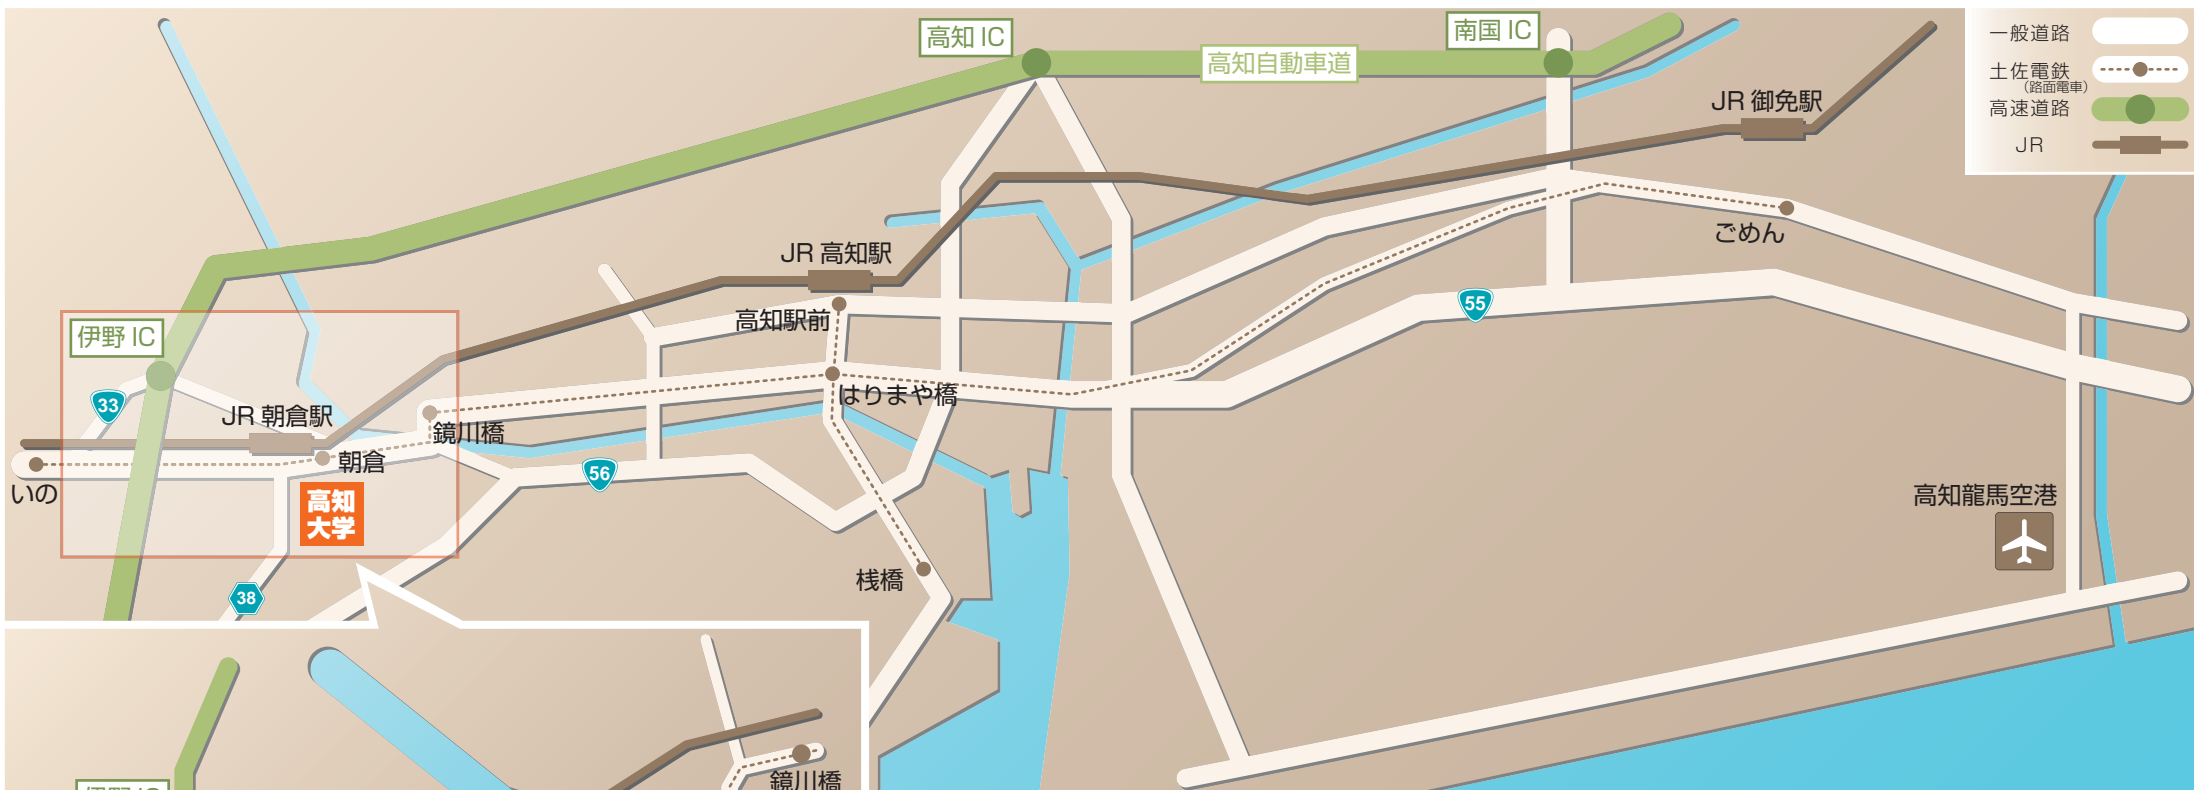 高知 IC
南国 IC
高知自動車道
一般道路
土佐電鉄
（路面電車）
高速道路
JR
JR 御免駅
ごめん
JR 高知駅
高知駅前
55
伊野 IC
33
JR 朝倉駅
はりまや橋
鏡川橋
朝倉
56
いの
高知
大学
高知龍馬空港
桟橋
38
鏡川橋
伊野 IC